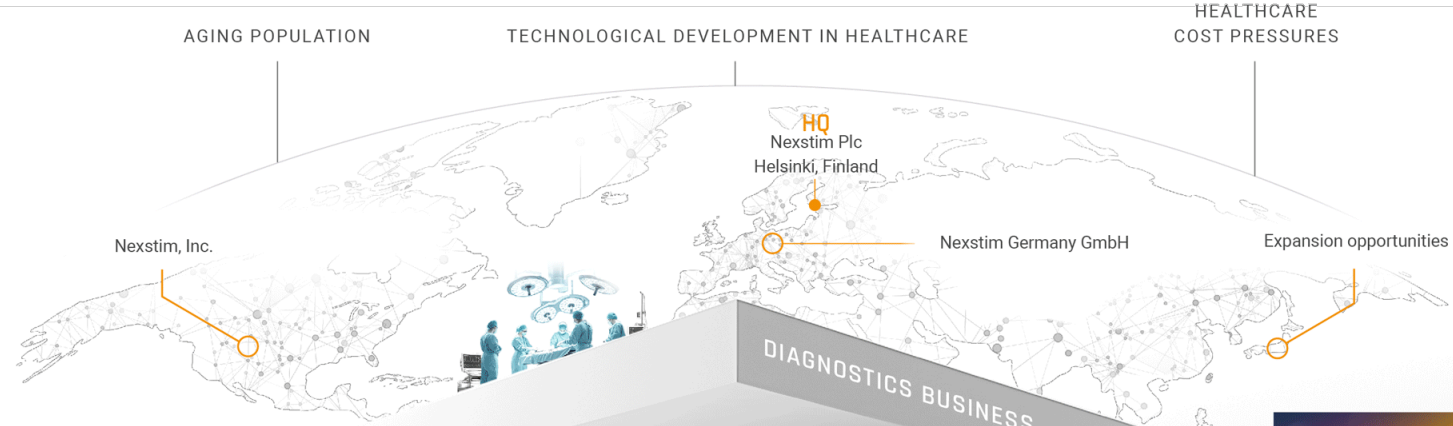 AGING POPULATION
TECHNOLOGICAL DEVELOPMENT IN HEALTHCARE
HEALTHCARE
COST PRESSURES
HQ
Nexstim Plc
Helsinki, Finland
Nexstim, Inc.
Nexstim Germany GmbH
Expansion opportunities
DIAGNOSTICS BUSINESS